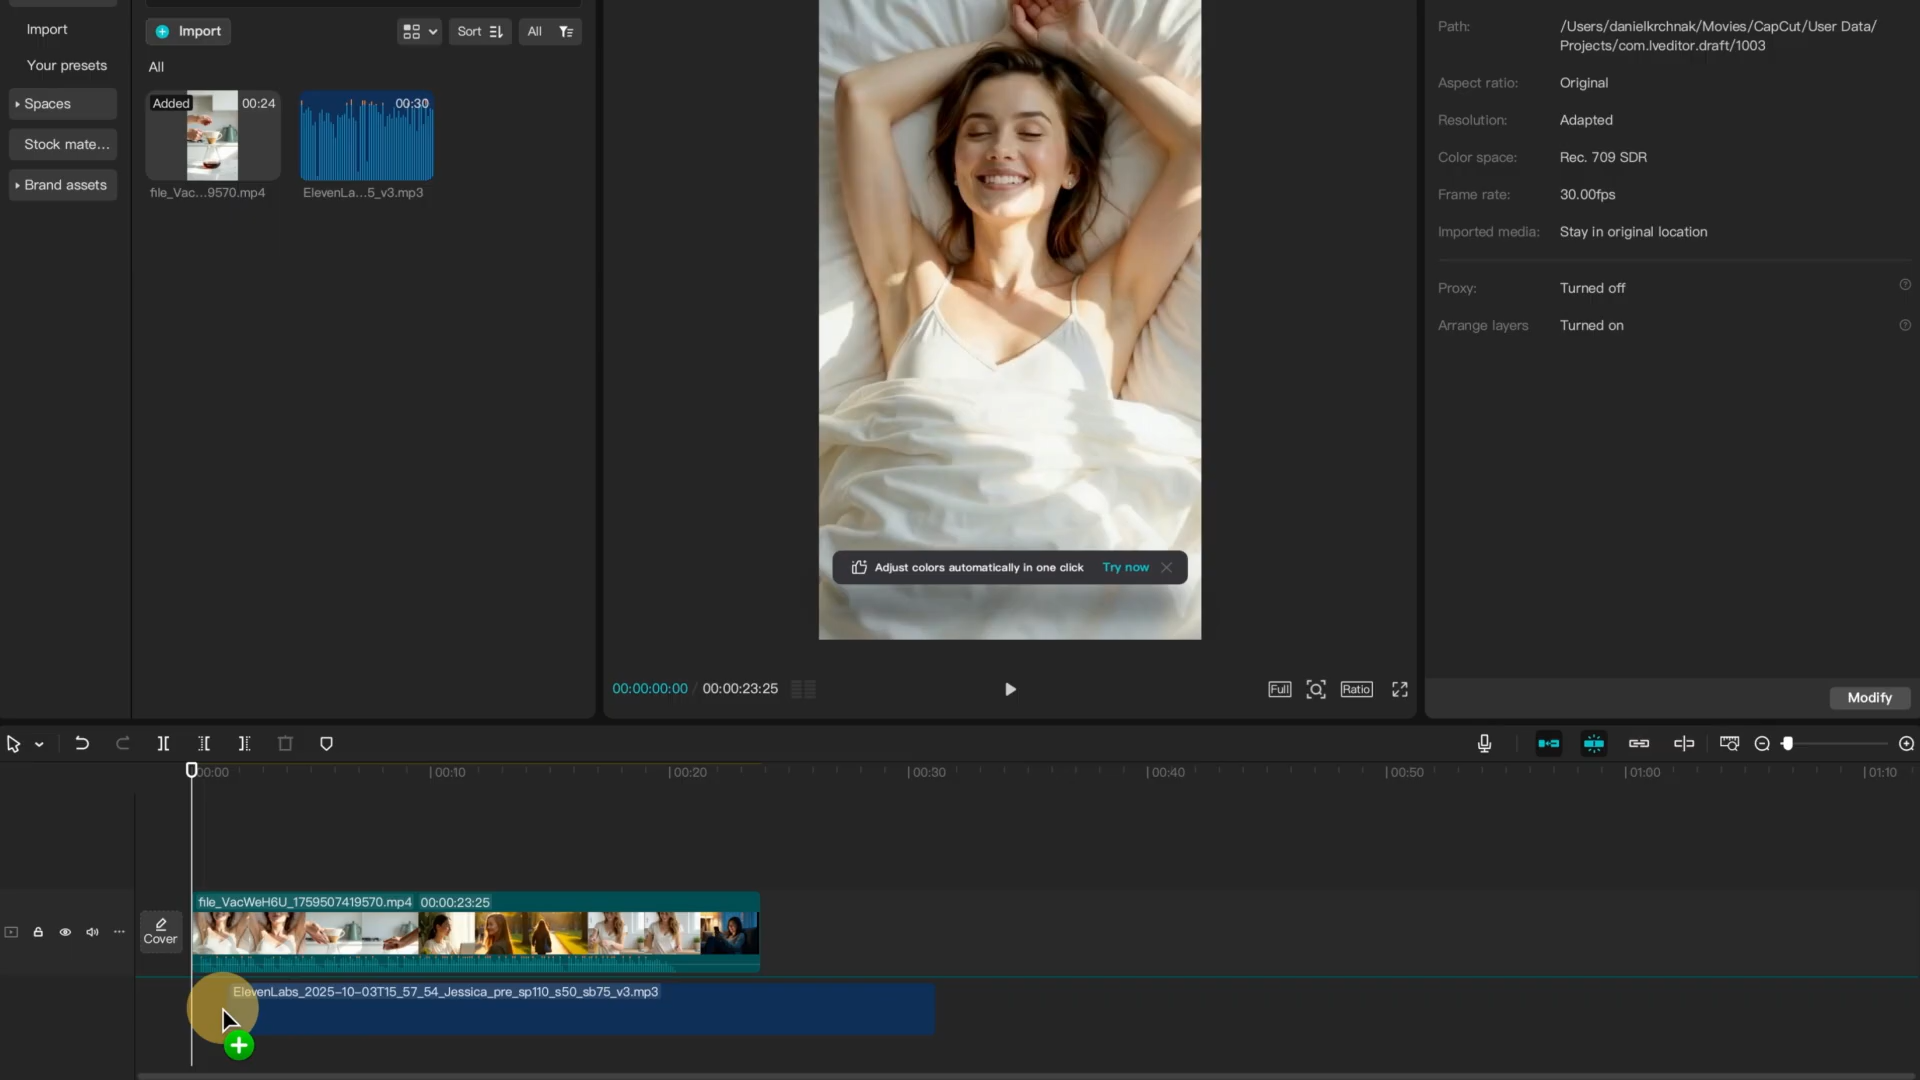 Import
Your presets
Spaces
Stock mate...
Brand assets
Import
Sort
All
All
Added
00:24
00:30
file_Vac...9570.mp4
ElevenLa...5_v3.mp3
Adjust colors automatically in one click
Try now
00:00:00:00 / 00:00:23:25
Full
Ratio
Path:
/Users/danielkrchnak/Movies/CapCut/User Data/
Projects/com.lveditor.draft/1003
Aspect ratio:
Original
Resolution:
Adapted
Color space:
Rec. 709 SDR
Frame rate:
30.00fps
Imported media:
Stay in original location
Proxy:
Turned off
Arrange layers
Turned on
Modify
00:00
00:10
00:20
00:30
00:40
00:50
01:00
01:10
Cover
file_VacWeH6U_1759507419570.mp4
00:00:23:25
ElevenLabs_2025-10-03T15_57_54_Jessica_pre_sp110_s50_sb75_v3.mp3